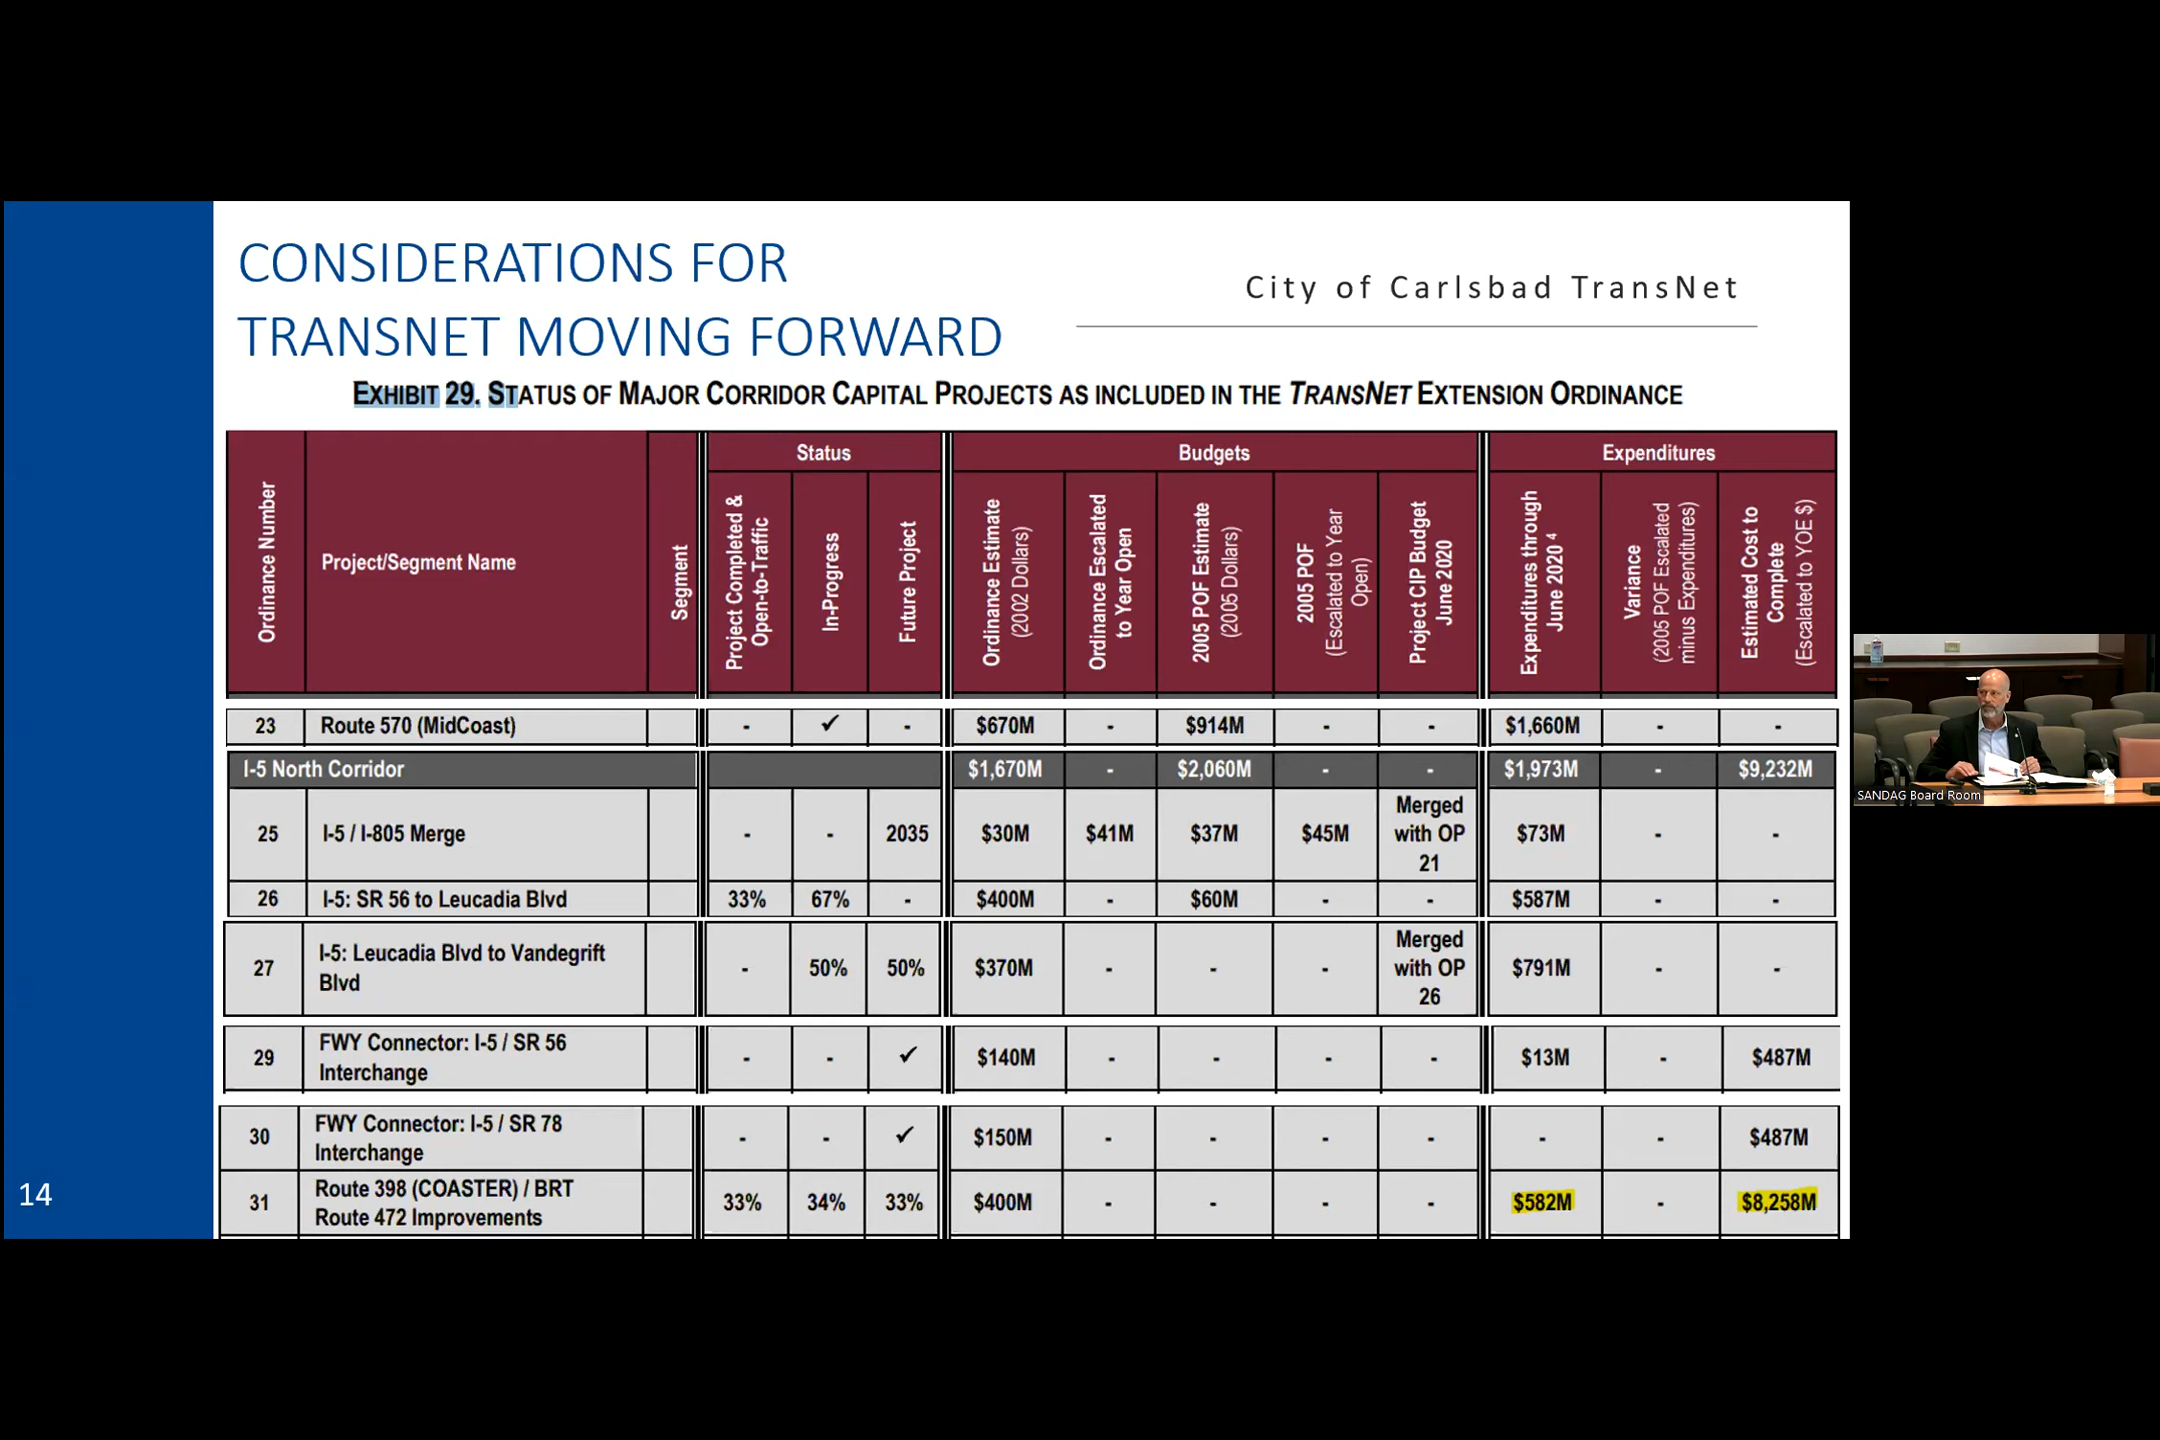 CONSIDERATIONS FOR
TRANSNET MOVING FORWARD
City of Carlsbad TransNet
EXHIBIT 29. STATUS OF MAJOR CORRIDOR CAPITAL PROJECTS AS INCLUDED IN THE TRANSNET EXTENSION ORDINANCE
Status Budgets Expenditures
Ordinance Number
Project/Segment Name
Segment
Project Completed &
Open-to-Traffic
In-Progress
Future Project
Ordinance Estimate
(2002 Dollars)
Ordinance Escalated
to Year Open
2005 POF Estimate
(2005 Dollars)
2005 POF
(Escalated to Year
Open)
Project CIP Budget
June 2020
Expenditures through
June 2020 4
Variance
(2005 POF Escalated
minus Expenditures)
Estimated Cost to
Complete
(Escalated to YOE $)
23 Route 570 (MidCoast) - ✓ - $670M - $914M - - $1,660M - -
I-5 North Corridor $1,670M - $2,060M - - $1,973M - $9,232M
25 I-5 / I-805 Merge - - 2035 $30M $41M $37M $45M Merged
with OP
21 $73M - -
26 I-5: SR 56 to Leucadia Blvd 33% 67% - $400M - $60M - - $587M - -
27 I-5: Leucadia Blvd to Vandegrift
Blvd - 50% 50% $370M - - - Merged
with OP
26 $791M - -
29 FWY Connector: I-5 / SR 56
Interchange - - ✓ $140M - - - - $13M - $487M
30 FWY Connector: I-5 / SR 78
Interchange - - ✓ $150M - - - - - - $487M
31 Route 398 (COASTER) / BRT
Route 472 Improvements 33% 34% 33% $400M - - - - $582M - $8,258M
14
SANDAG Board Room